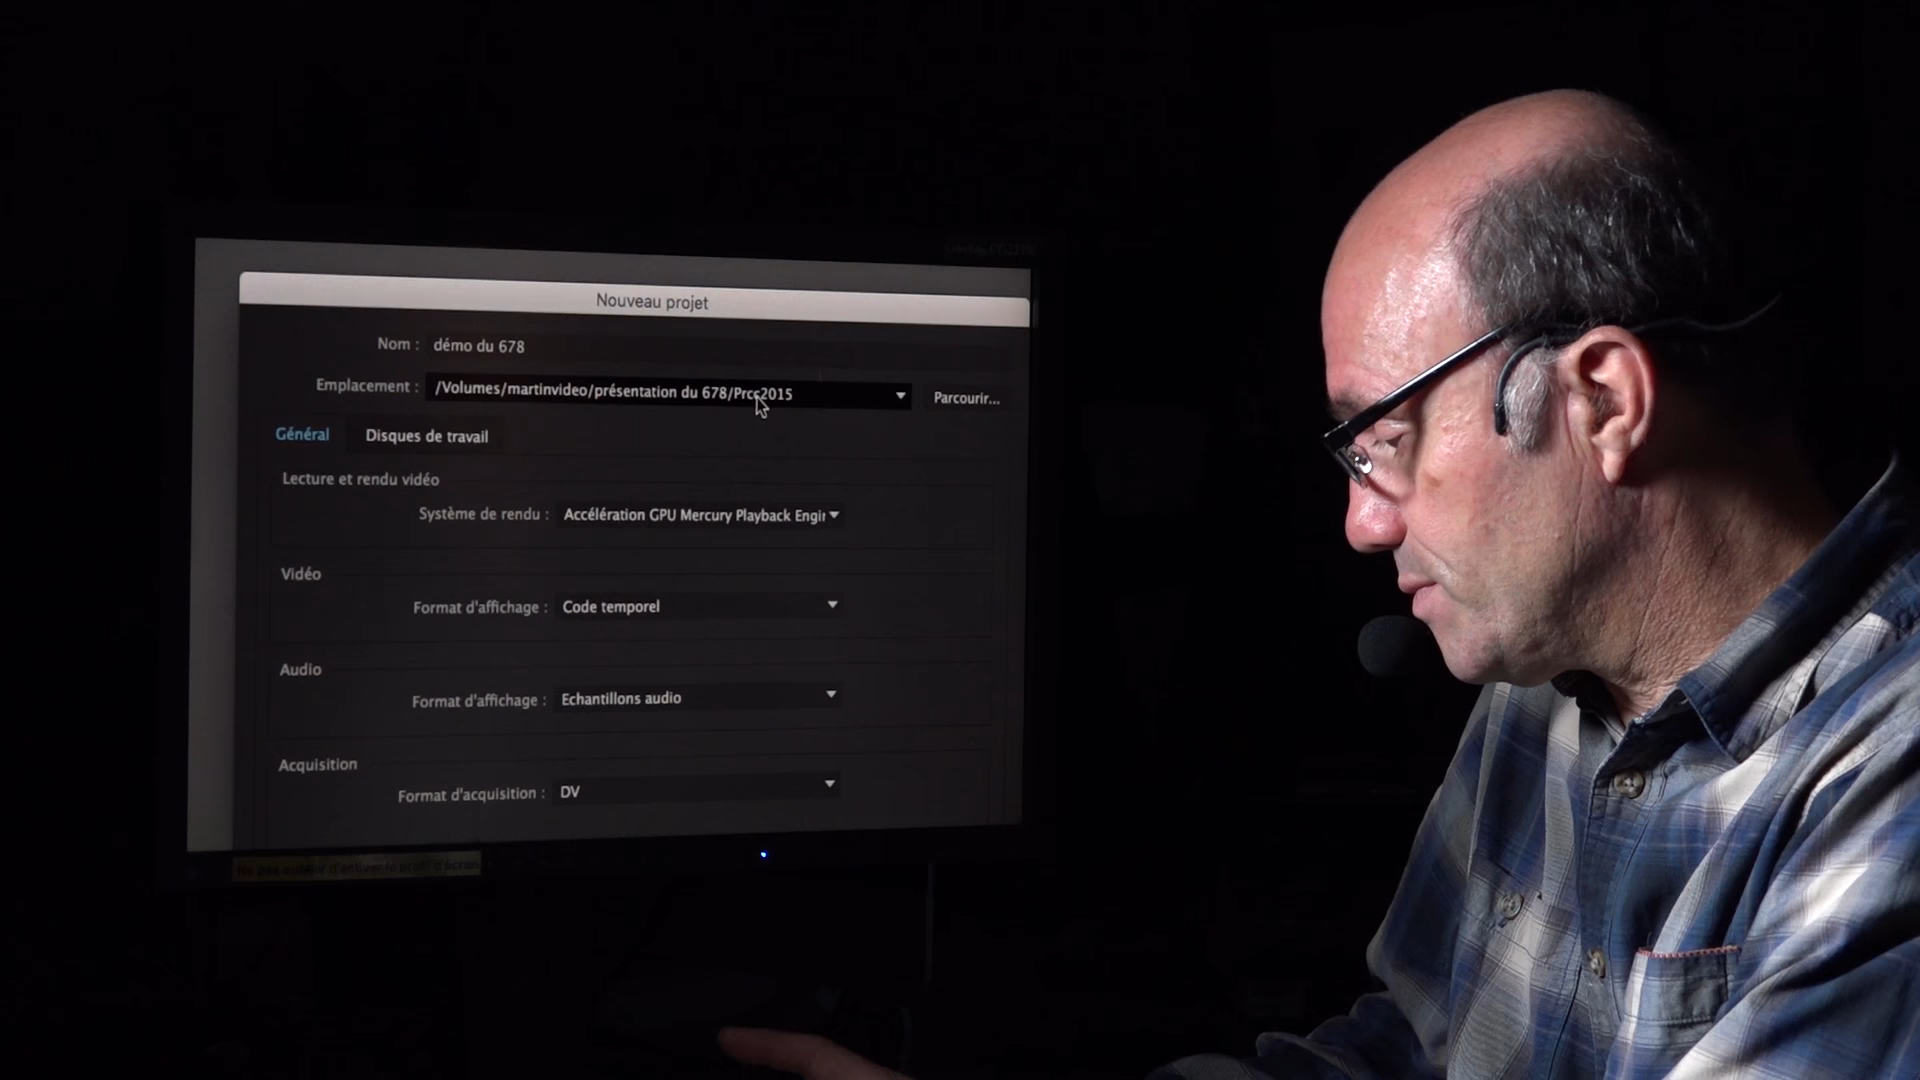 Nouveau projet
Nom : démo du 678
Emplacement : /Volumes/martinvideo/présentation du 678/Prcc2015 Parcourir...
Général Disques de travail
Lecture et rendu vidéo
Système de rendu : Accélération GPU Mercury Playback Engir
Vidéo
Format d'affichage : Code temporel
Audio
Format d'affichage : Echantillons audio
Acquisition
Format d'acquisition : DV